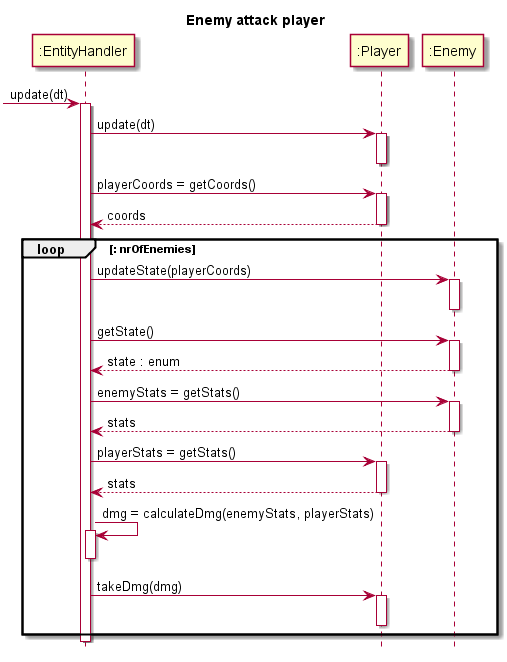 Enemy attack player
:EntityHandler
:Player
:Enemy
update(dt)
update(dt)
playerCoords = getCoords()
coords
loop
[: nrOfEnemies]
updateState(playerCoords)
getState()
state : enum
enemyStats = getStats()
stats
playerStats = getStats()
stats
dmg = calculateDmg(enemyStats, playerStats)
takeDmg(dmg)